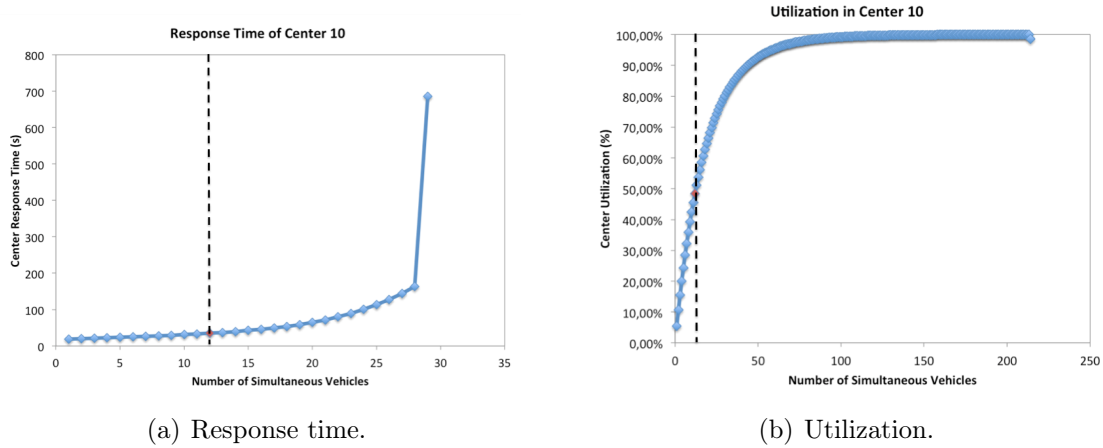 Response Time of Center 10
800
700
600
500
400
300
200
100
0
Center Response Time (s)
0 5 10 15 20 25 30 35
Number of Simultaneous Vehicles
(a) Response time.
Utilization in Center 10
100,00%
90,00%
80,00%
70,00%
60,00%
50,00%
40,00%
30,00%
20,00%
10,00%
0,00%
Center Utilization (%)
0 50 100 150 200 250
Number of Simultaneous Vehicles
(b) Utilization.